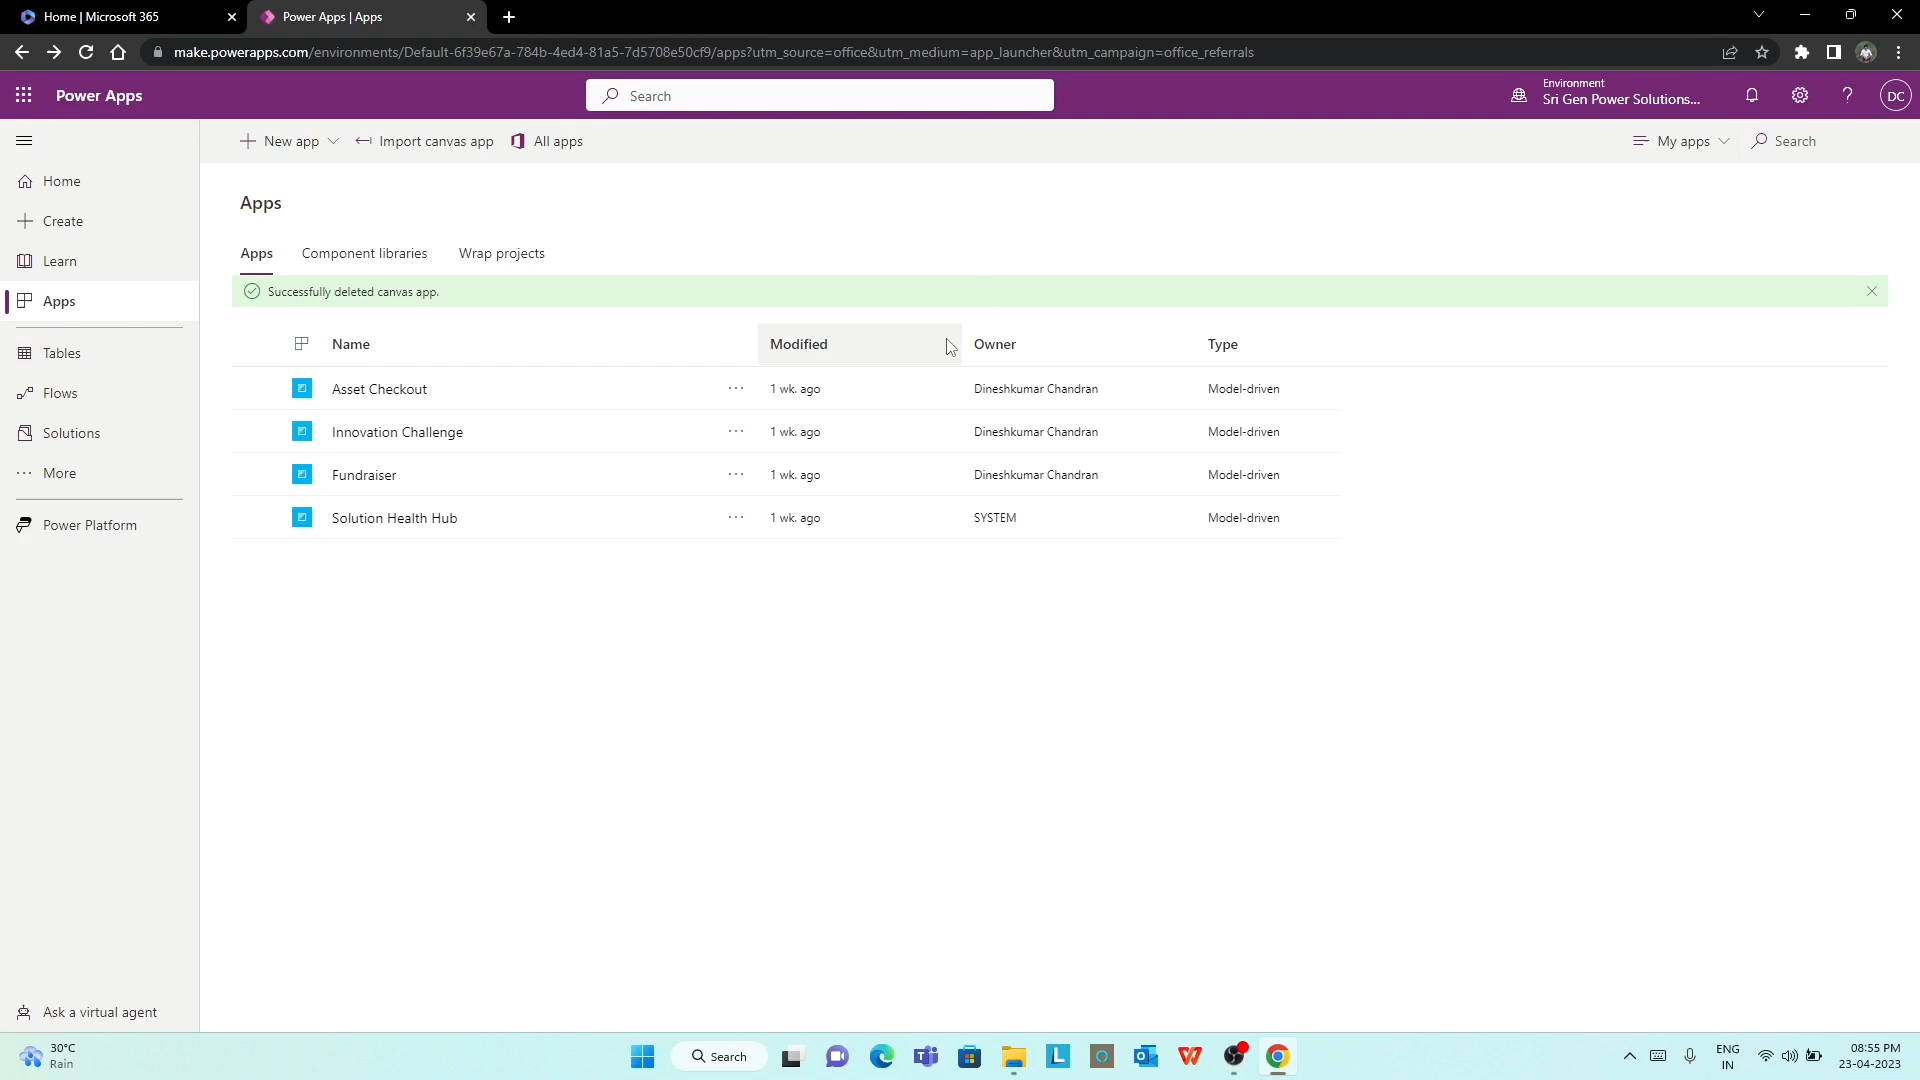 Home | Microsoft 365
Power Apps | Apps
make.powerapps.com/environments/Default-6f39e67a-784b-4ed4-81a5-7d5708e50cf9/apps?utm_source=office&utm_medium=app_launcher&utm_campaign=office_referrals
Power Apps
Search
Environment
Sri Gen Power Solutions...
DC
New app
Import canvas app
All apps
My apps
Search
Home
Create
Learn
Apps
Tables
Flows
Solutions
More
Power Platform
Ask a virtual agent
Apps
Apps Component libraries Wrap projects
Successfully deleted canvas app.
Name Modified Owner Type
Asset Checkout ... 1 wk. ago Dineshkumar Chandran Model-driven
Innovation Challenge ... 1 wk. ago Dineshkumar Chandran Model-driven
Fundraiser ... 1 wk. ago Dineshkumar Chandran Model-driven
Solution Health Hub ... 1 wk. ago SYSTEM Model-driven
30°C
Rain
Search
ENG
IN
08:55 PM
23-04-2023